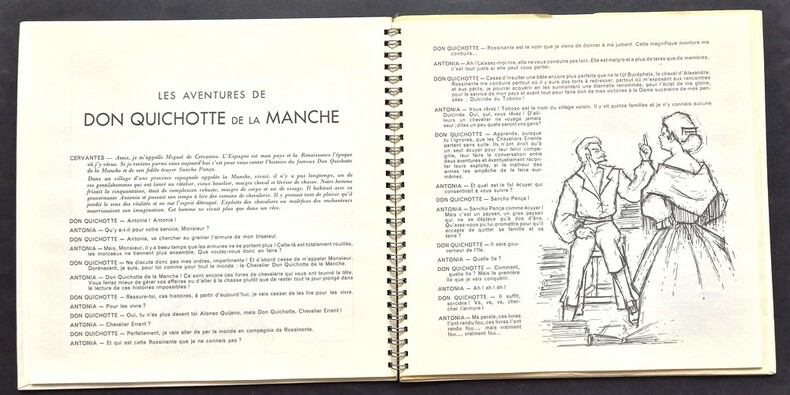 LES AVENTURES DE
DON QUICHOTTE DE LA MANCHE
CERVANTES — Amis, je m'appelle Miguel de Cervantes. L'Espagne est mon pays et la Renaissance l'époque
où j'y vécus. Si je reviens parmi vous aujourd'hui c'est pour vous conter l'histoire du fameux Don Quichotte
de la Manche et de son fidèle écuyer Sancho Pança.
Dans un village d'une province espagnole appelée la Manche, vivait, il n'y a pas longtemps, un de
ces gentilshommes qui ont lance au râtelier, vieux bouclier, maigre cheval et lévrier de chasse. Notre homme
frisait la cinquantaine, était de complexion robuste, maigre de corps et sec de visage. Il habitait avec sa
gouvernante Antonia et passait son temps à lire des romans de chevalerie. Il y prenait tant de plaisir qu'il
perdit le sens des réalités et en eut l'esprit détraqué. Exploits des chevaliers ou maléfices des enchanteurs
nourrissaient son imagination. Cet homme ne vivait plus que dans un rêve.
DON QUICHOTTE — Antonia ! Antonia !
ANTONIA — Qu'y a-t-il pour votre service, Monsieur ?
DON QUICHOTTE — Antonia, va chercher au grenier l'armure de mon trisaïeul.
ANTONIA — Mais, Monsieur, il y a beau temps que les armures ne se portent plus ! Celle-là est totalement rouillée,
les morceaux ne tiennent plus ensemble. Que voulez-vous donc en faire ?
DON QUICHOTTE — Ne discute donc pas mes ordres, impertinente ! Et d'abord cesse de m'appeler Monsieur.
Dorénavant, je suis, pour toi comme pour tout le monde : le Chevalier Don Quichotte de la Manche.
ANTONIA — Don Quichotte de la Manche ! Ce sont encore ces livres de chevalerie qui vous ont tourné la tête.
Vous feriez mieux de gérer vos affaires ou d'aller à la chasse plutôt que de rester tout le jour plongé dans
la lecture de ces histoires impossibles !
DON QUICHOTTE — Rassure-toi, ces histoires, à partir d'aujourd'hui, je vais cesser de les lire pour les vivre.
ANTONIA — Pour les vivre ?
DON QUICHOTTE — Oui, tu n'as plus devant toi Alonso Quijano, mais Don Quichotte, Chevalier Errant !
ANTONIA — Chevalier Errant ?
DON QUICHOTTE — Parfaitement, je vais aller de par le monde en compagnie de Rossinante.
ANTONIA — Et qui est cette Rossinante que je ne connais pas ?
DON QUICHOTTE — Rossinante est le nom que je viens de donner à ma jument. Cette magnifique monture me
conduira...
ANTONIA — Ah ! Laissez-moi rire, elle ne vous conduira pas loin. Elle est maigre et a plus de tares que de membres,
c'est tout juste si elle peut vous porter.
DON QUICHOTTE — Cesse d'insulter une bête encore plus parfaite que ne le fût Bucéphale, le cheval d'Alexandre.
Rossinante me conduira partout où il y aura des torts à redresser, partout où m'exposant aux rencontres
et aux périls, je pourrai acquérir en les surmontant une éternelle renommée, pour l'éclat de ma gloire,
pour le service de mon pays et avant tout pour faire don de mes victoires à la Dame suzeraine de mes pen-
sées : Dulcinée du Toboso !
ANTONIA — Vous rêvez ! Toboso est le nom du village voisin. Il y vit quinze familles et je n'y connais aucune
Dulcinée. Oui, oui, vous rêvez ! D'ail-
leurs un chevalier ne voyage jamais
seul ; dites un peu quels seront vos gens ?
DON QUICHOTTE — Apprends, puisque
tu l'ignores, que les Chevaliers Errants
partent sans suite. Ils n'ont droit qu'à
un seul écuyer pour leur tenir compa-
gnie, leur faire la conversation entre
deux aventures et éventuellement racon-
ter leurs exploits, si le malheur des
armes les empêche de le faire eux-
mêmes.
ANTONIA — Et quel est le fol écuyer qui
consentirait à vous suivre ?
DON QUICHOTTE — Sancho Pança !
ANTONIA — Sancho Pança comme écuyer !
Mais c'est un paysan, un gros paysan
qui ne se déplace qu'à dos d'âne.
Qu'avez-vous pu lui promettre pour qu'il
accepte de quitter sa famille et sa
terre ?
DON QUICHOTTE — Il sera gou-
verneur de l'île.
ANTONIA — Quelle île ?
DON QUICHOTTE — Comment,
quelle île ? Mais la première
île que je vais conquérir.
ANTONIA — Ah ! ah ! ah !
DON QUICHOTTE — Il suffit,
sorcière ! Va, va, va, cher-
cher l'armure !
ANTONIA — Ma parole, ces livres
l'ont rendu fou, ces livres l'ont
rendu fou... mais vraiment
fou..., vraiment fou...